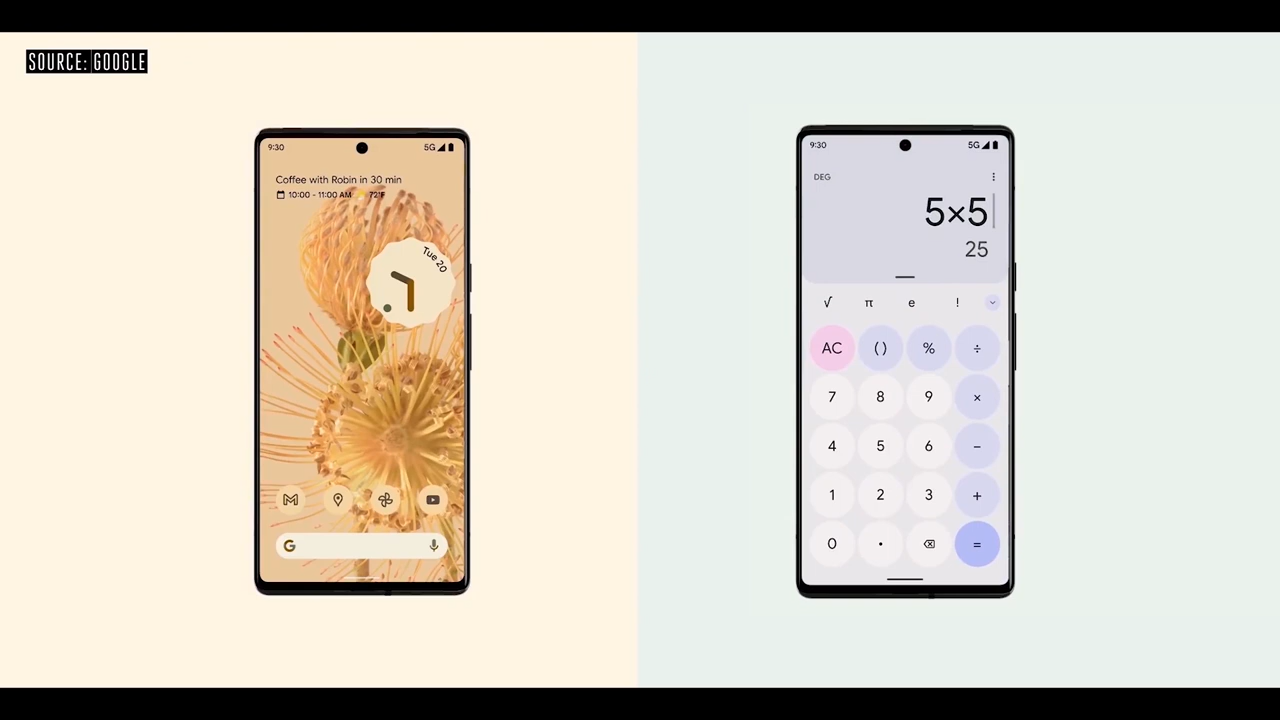 SOURCE: GOOGLE
9:30 5G
Coffee with Robin in 30 min
10:00 - 11:00 AM 72°F
Tue 20
G
9:30 5G
DEG
5×5
25
√ π e !
AC () % ÷
7 8 9 ×
4 5 6 −
1 2 3 +
0 . =